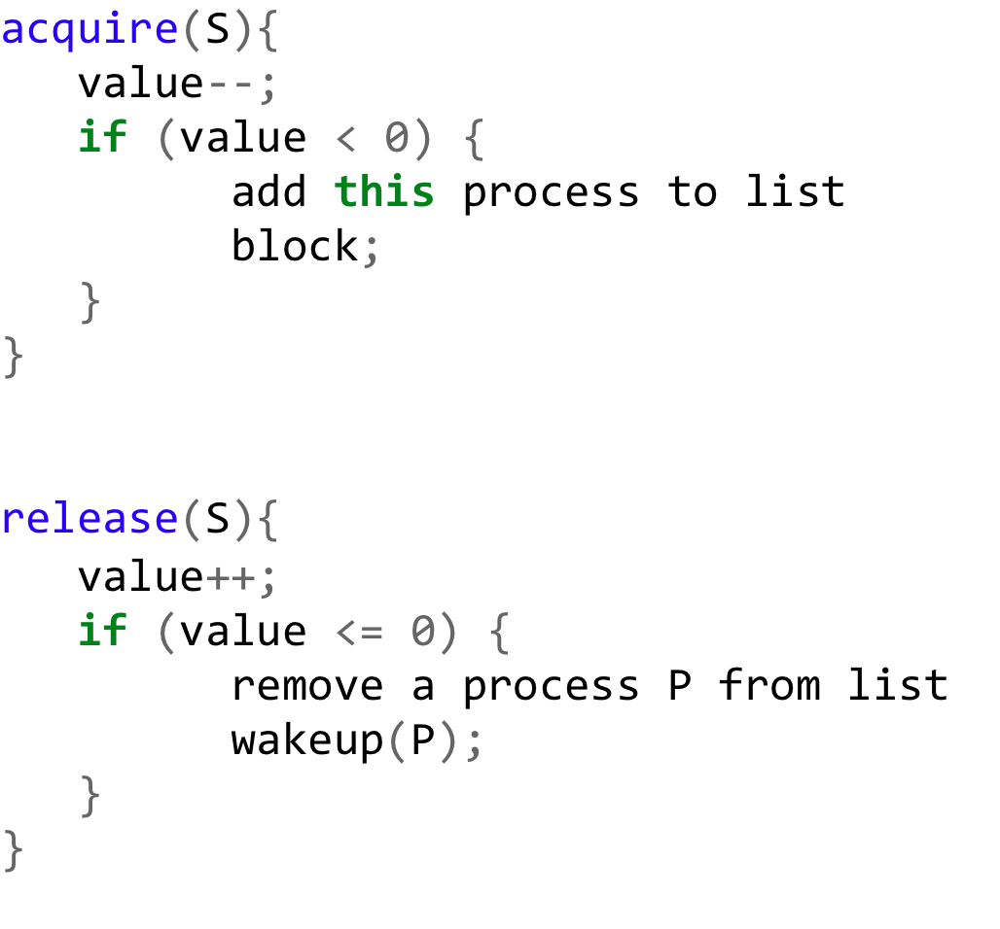 acquire(S){
   value--;
   if (value < 0) {
         add this process to list
         block;
   }
}
release(S){
   value++;
   if (value <= 0) {
         remove a process P from list
         wakeup(P);
   }
}